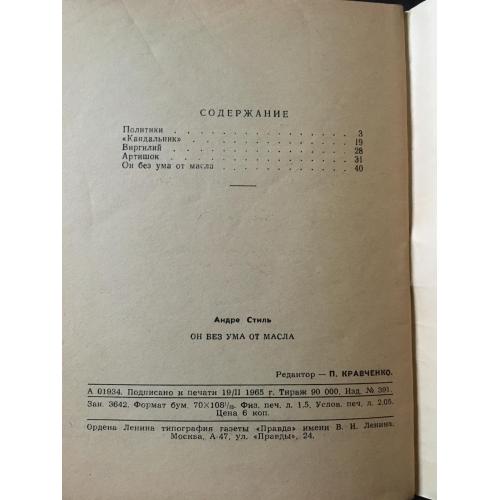 СОДЕРЖАНИЕ
Политики . . . . . . . . . . 3
«Кандальник» . . . . . . . . . . 19
Виргилий . . . . . . . . . . 28
Артишок . . . . . . . . . . 31
Он без ума от масла . . . . . . . . 40
Андре Стиль
ОН БЕЗ УМА ОТ МАСЛА
Редактор — П. КРАВЧЕНКО.
А 01934. Подписано к печати 19/II 1965 г. Тираж 90 000. Изд. № 391.
Зак. 3642. Формат бум. 70×108¹/₃₂. Физ. печ. л. 1,5. Услов. печ. л. 2,05.
Цена 6 коп.
Ордена Ленина типография газеты «Правда» имени В. И. Ленина.
Москва, А-47, ул. «Правды», 24.